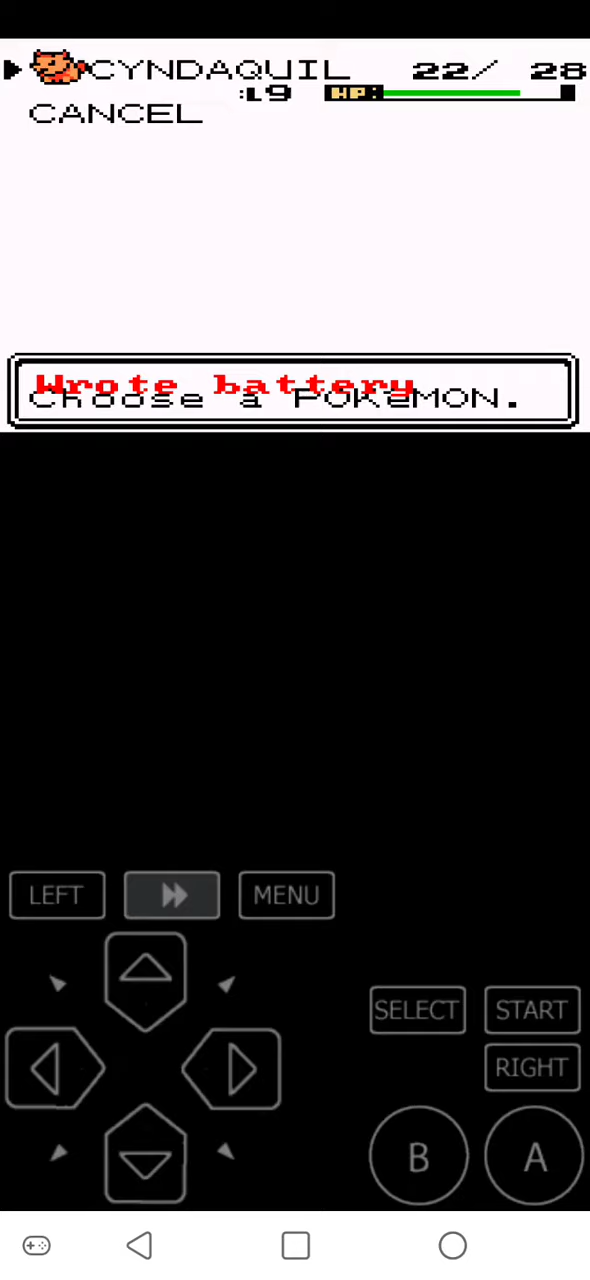 CYNDAQUIL 22/ 28
:L9 HP:
CANCEL
Wrote battery
Choose a POKéMON.
LEFT MENU
SELECT START
RIGHT
B A